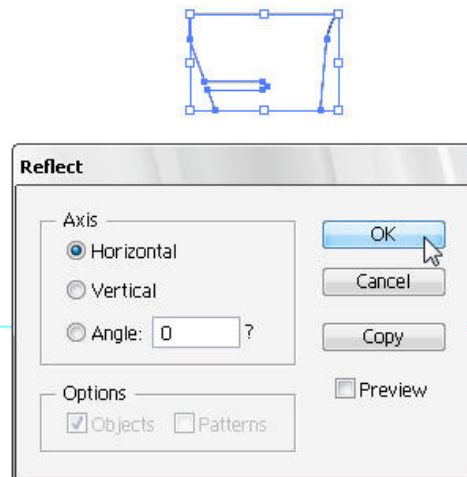 Reflect
Axis
Horizontal
Vertical
Angle: 0 ?
Options
Objects Patterns
OK
Cancel
Copy
Preview